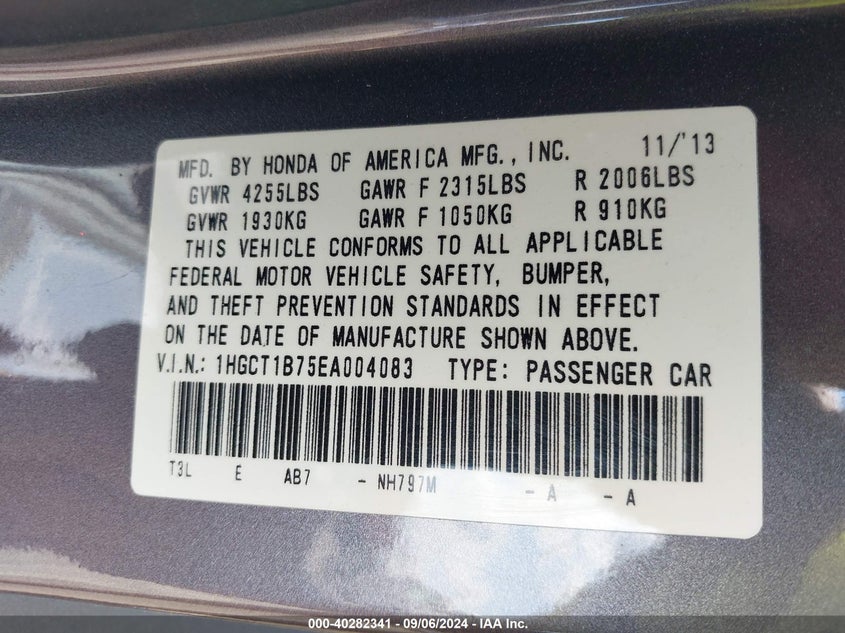 MFD. BY HONDA OF AMERICA MFG., INC. 11/'13
GVWR 4255LBS GAWR F 2315LBS R 2006LBS
GVWR 1930KG GAWR F 1050KG R 910KG
THIS VEHICLE CONFORMS TO ALL APPLICABLE
FEDERAL MOTOR VEHICLE SAFETY, BUMPER,
AND THEFT PREVENTION STANDARDS IN EFFECT
ON THE DATE OF MANUFACTURE SHOWN ABOVE.
V.I.N.: 1HGCT1B75EA004083 TYPE: PASSENGER CAR
T3L E AB7 - NH797M - A - A
000-40282341 - 09/06/2024 - IAA Inc.